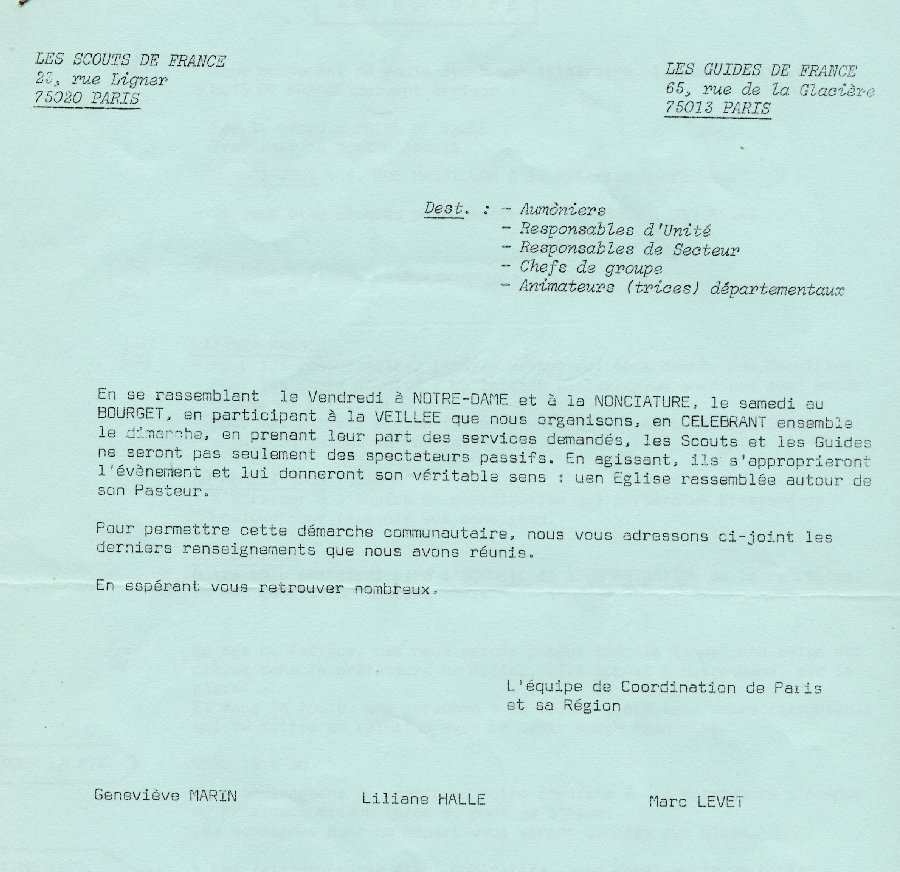 LES SCOUTS DE FRANCE
23, rue Ligner
75020 PARIS
LES GUIDES DE FRANCE
65, rue de la Glacière
75013 PARIS
Dest. : - Aumôniers
- Responsables d'Unité
- Responsables de Secteur
- Chefs de groupe
- Animateurs (trices) départementaux
En se rassemblant le Vendredi à NOTRE-DAME et à la NONCIATURE, le samedi au
BOURGET, en participant à la VEILLEE que nous organisons, en CELEBRANT ensemble
le dimanche, en prenant leur part des services demandés, les Scouts et les Guides
ne seront pas seulement des spectateurs passifs. En agissant, ils s'approprieront
l'évènement et lui donneront son véritable sens : uen Eglise rassemblée autour de
son Pasteur.
Pour permettre cette démarche communautaire, nous vous adressons ci-joint les
derniers renseignements que nous avons réunis.
En espérant vous retrouver nombreux.
L'équipe de Coordination de Paris
et sa Région
Geneviève MARIN
Liliane HALLE
Marc LEVET